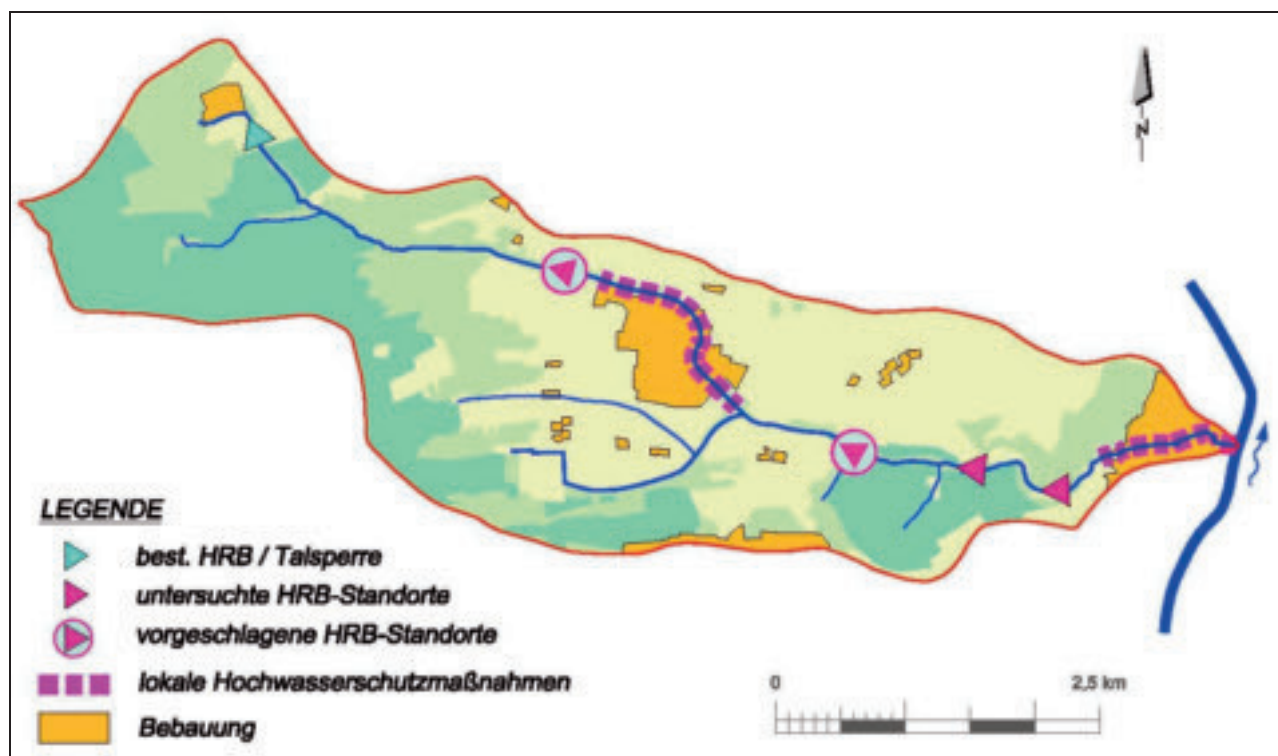 N
LEGENDE
best. HRB / Talsperre
untersuchte HRB-Standorte
vorgeschlagene HRB-Standorte
lokale Hochwasserschutzmaßnahmen
Bebauung
0 2,5 km